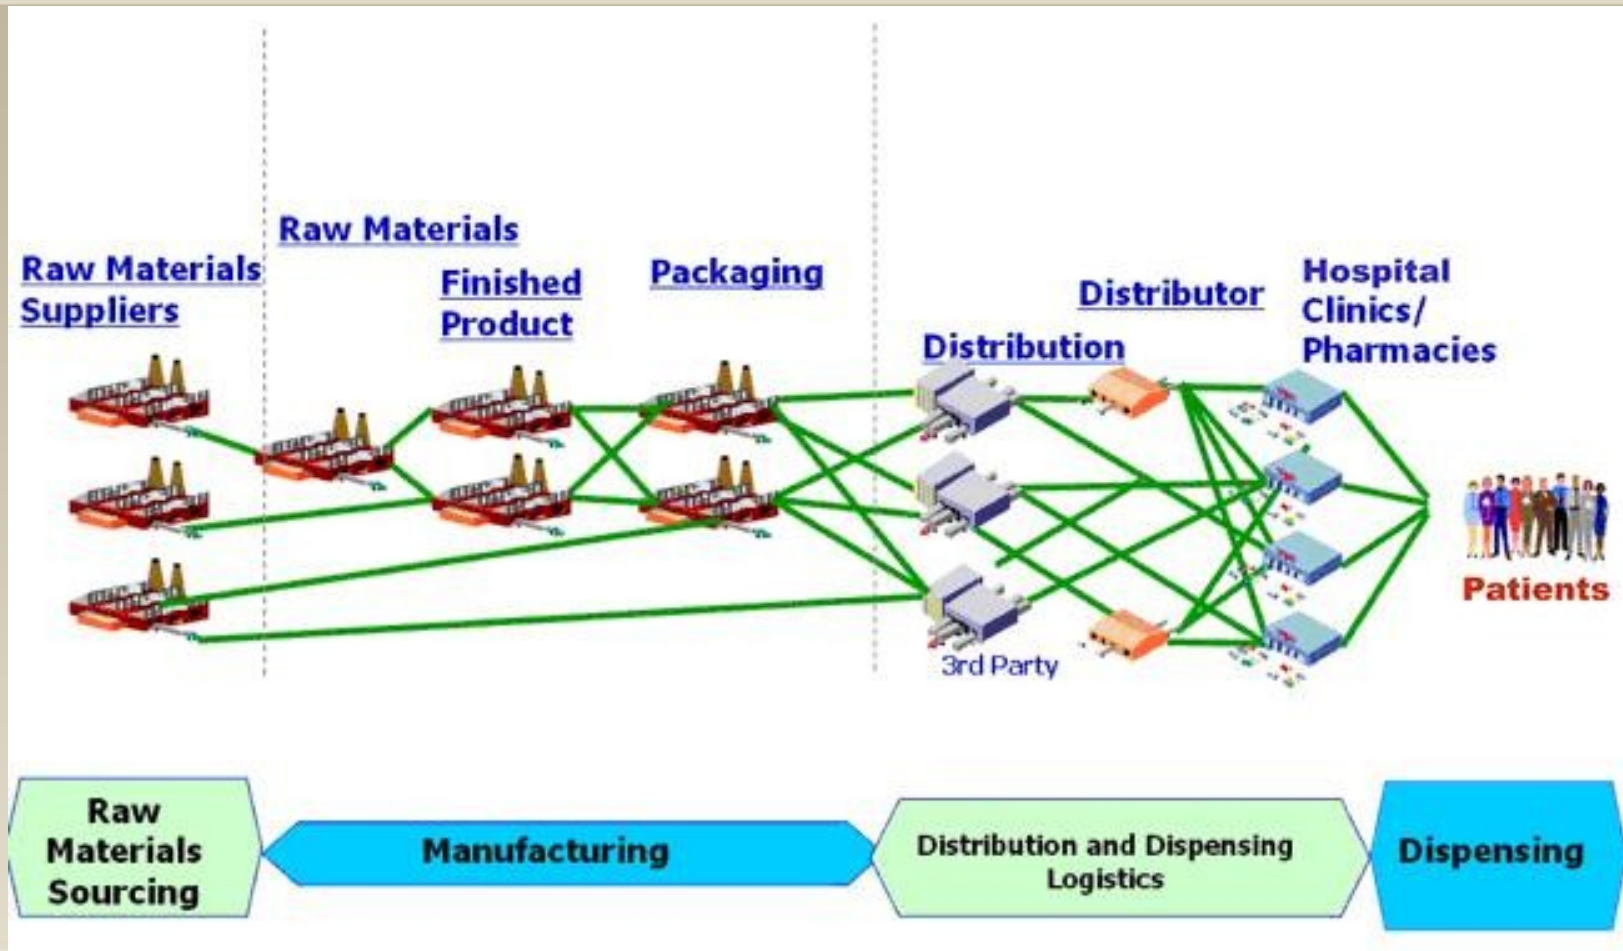 Raw Materials
Suppliers
Raw Materials
Finished
Product
Packaging
Distribution
Distributor
Hospital
Clinics/
Pharmacies
3rd Party
Patients
Raw
Materials
Sourcing
Manufacturing
Distribution and Dispensing
Logistics
Dispensing